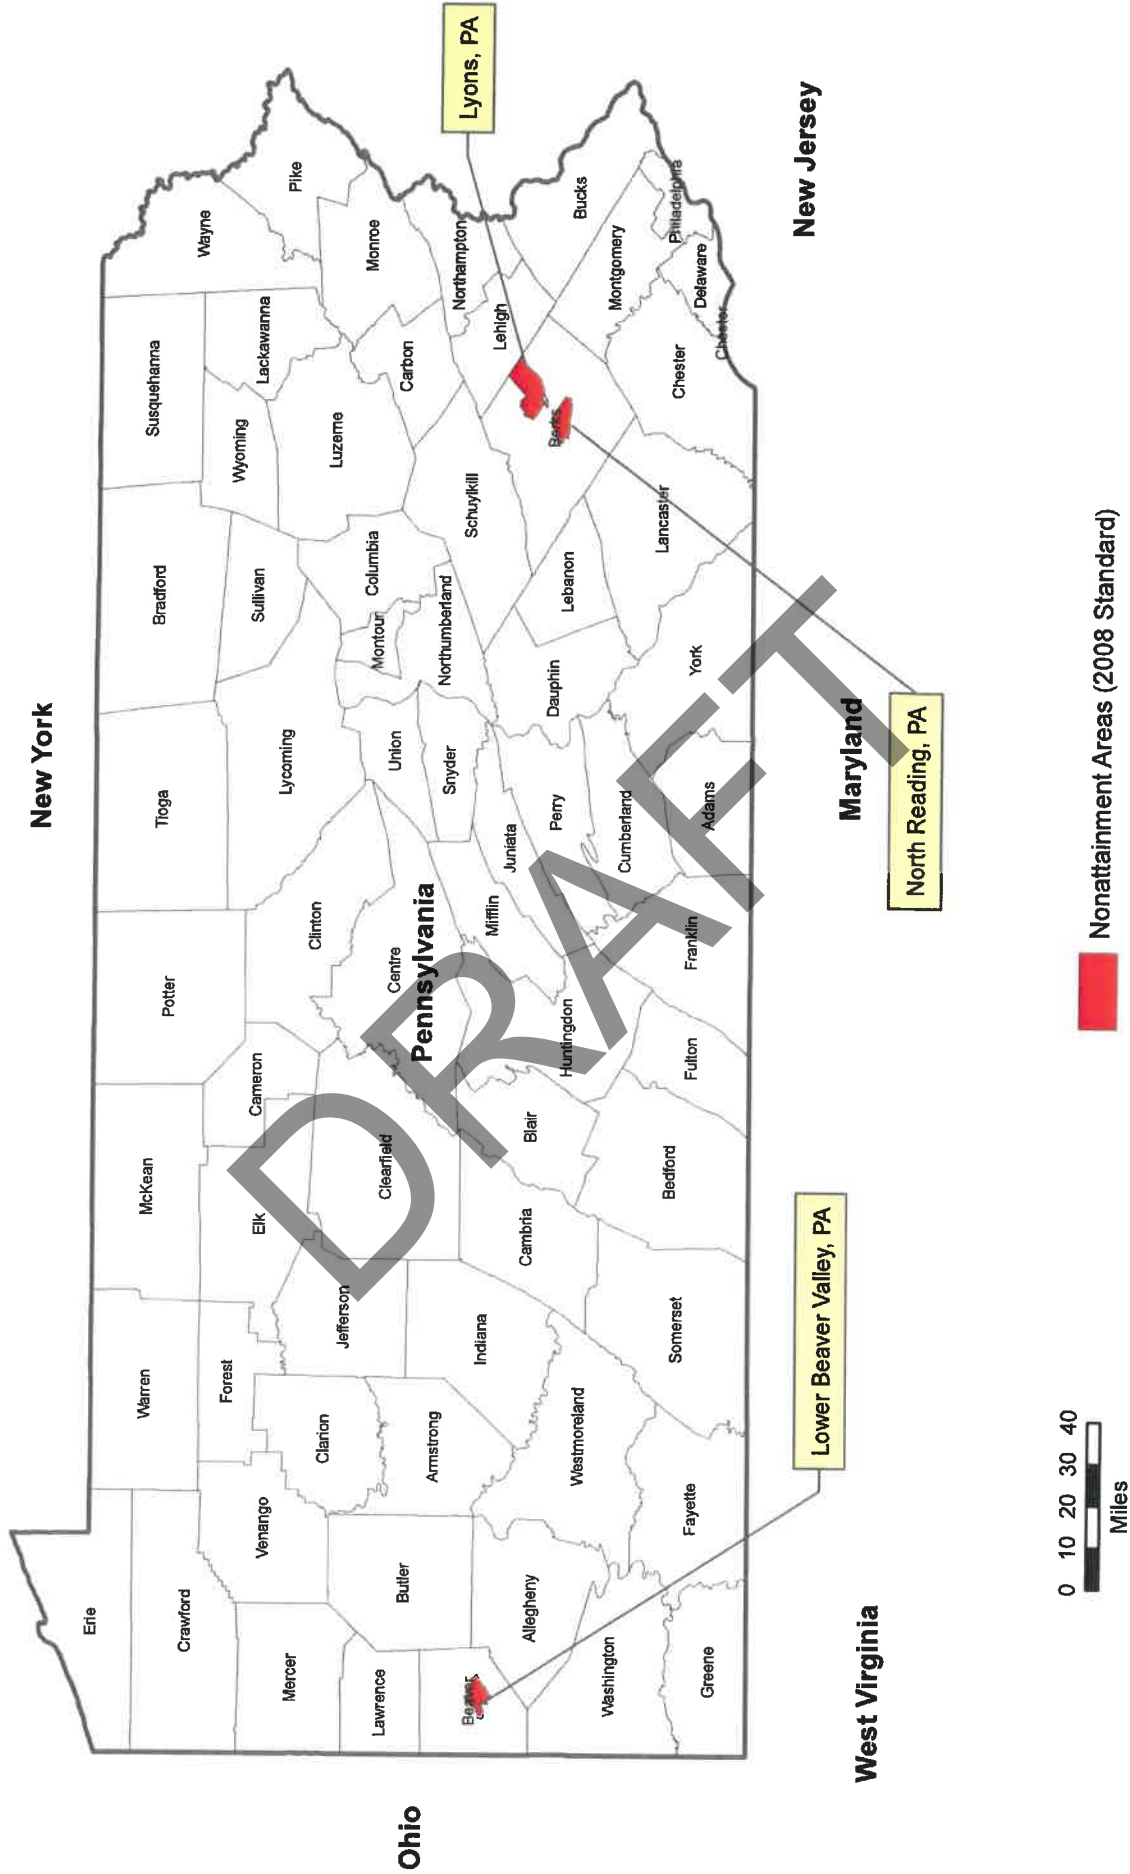 New York
Ohio
Pennsylvania
New Jersey
Maryland
West Virginia
Erie
Crawford
Warren
McKean
Potter
Tioga
Bradford
Susquehanna
Wayne
Wyoming
Lackawanna
Pike
Mercer
Venango
Forest
Elk
Cameron
Clinton
Lycoming
Sullivan
Luzerne
Monroe
Lawrence
Butler
Clarion
Jefferson
Clearfield
Centre
Union
Montour
Columbia
Carbon
Northampton
Beaver
Armstrong
Indiana
Snyder
Northumberland
Schuylkill
Lehigh
Allegheny
Westmoreland
Cambria
Blair
Huntingdon
Mifflin
Juniata
Perry
Dauphin
Lebanon
Berks
Bucks
Montgomery
Washington
Greene
Fayette
Somerset
Bedford
Fulton
Franklin
Cumberland
Adams
York
Lancaster
Chester
Delaware
Philadelphia
Chester
Lyons, PA
North Reading, PA
Lower Beaver Valley, PA
DRAFT
0 10 20 30 40
Miles
Nonattainment Areas (2008 Standard)